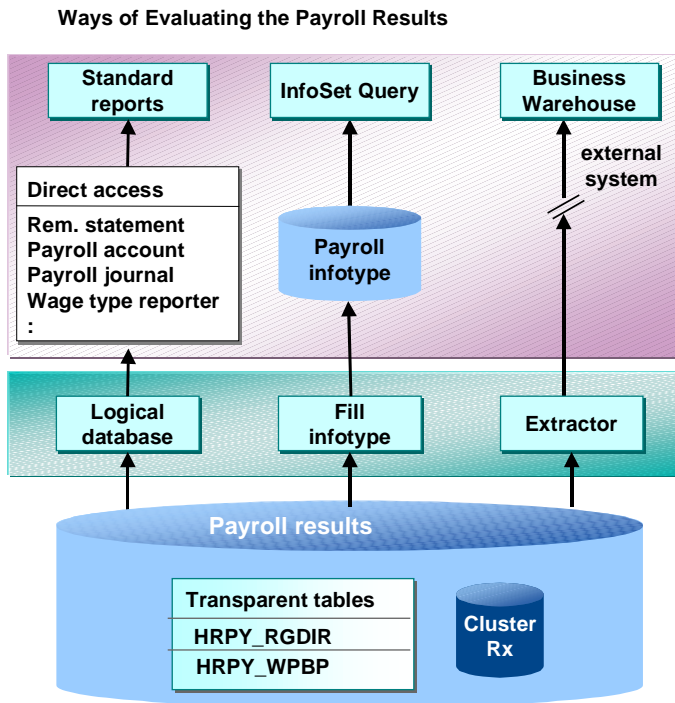 Ways of Evaluating the Payroll Results
Standard
reports
InfoSet Query
Business
Warehouse
external
system
Direct access
Rem. statement
Payroll account
Payroll journal
Wage type reporter
:
Payroll
infotype
Logical
database
Fill
infotype
Extractor
Payroll results
Transparent tables
HRPY_RGDIR
HRPY_WPBP
Cluster
Rx